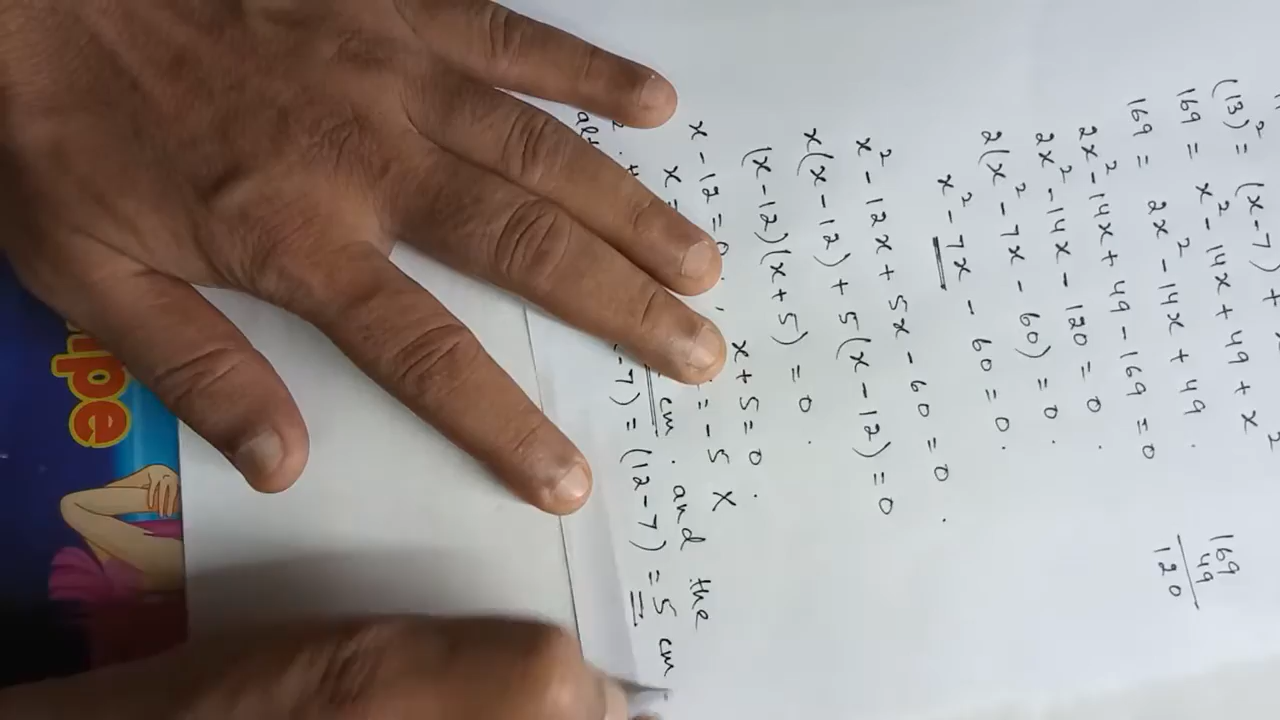 (13)² = (x-7) +
169 = x² - 14x + 49 + x²
169 = 2x² - 14x + 49 .
2x² - 14x + 49 - 169 = 0
2x² - 14x - 120 = 0 .
2(x² - 7x - 60) = 0 .
x² - 7x - 60 = 0 .
x² - 12x + 5x - 60 = 0 .
x(x - 12) + 5(x - 12) = 0
(x - 12)(x + 5) = 0 .
x - 12 = 0 ; x + 5 = 0 .
x = - 5 X
cm . and the
-7) = (12 - 7) = 5 cm
169
49
120
ape